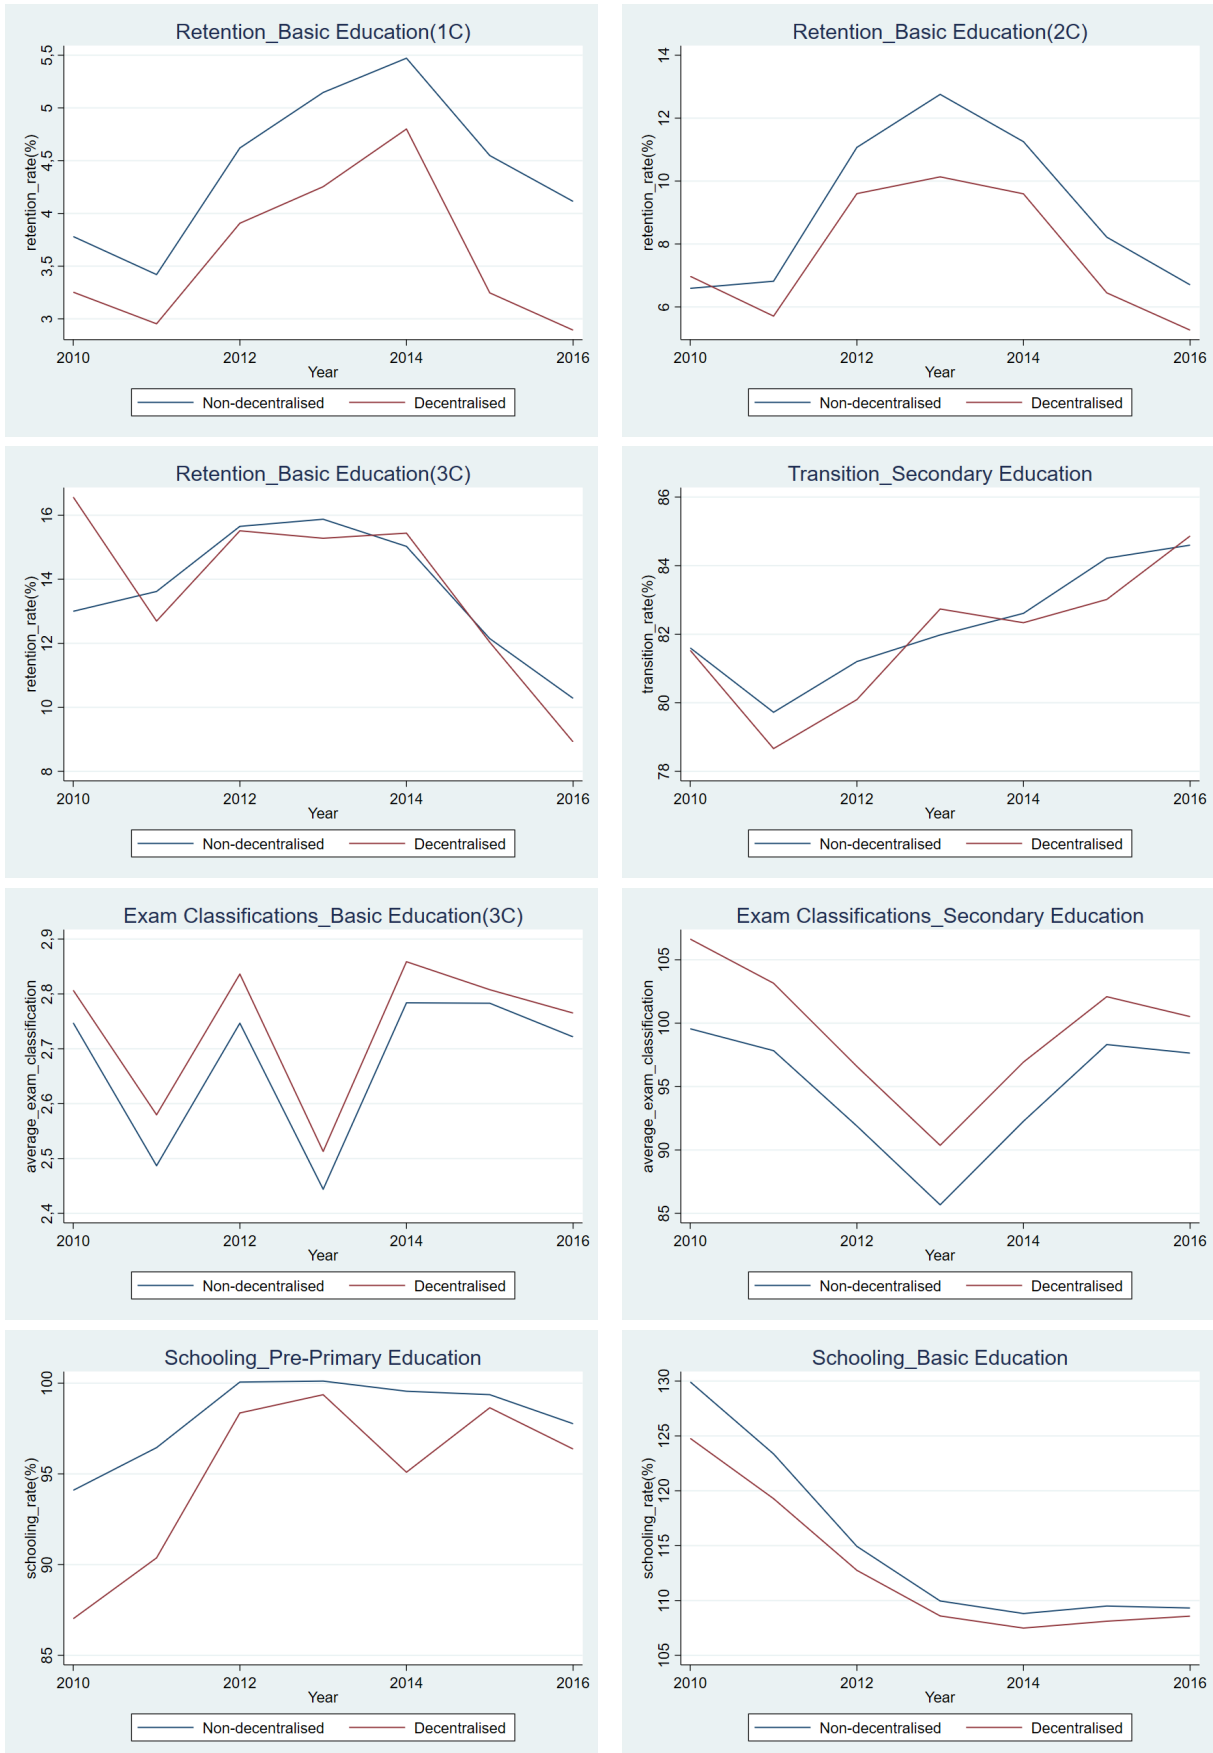 Retention_Basic Education(1C)
retention_rate(%)
5,5
5
4,5
4
3,5
3
2010 2012 2014 2016
Year
Non-decentralised Decentralised
Retention_Basic Education(2C)
retention_rate(%)
14
12
10
8
6
2010 2012 2014 2016
Year
Non-decentralised Decentralised
Retention_Basic Education(3C)
retention_rate(%)
16
14
12
10
8
2010 2012 2014 2016
Year
Non-decentralised Decentralised
Transition_Secondary Education
transition_rate(%)
86
84
82
80
78
2010 2012 2014 2016
Year
Non-decentralised Decentralised
Exam Classifications_Basic Education(3C)
average_exam_classification
2,9
2,8
2,7
2,6
2,5
2,4
2010 2012 2014 2016
Year
Non-decentralised Decentralised
Exam Classifications_Secondary Education
average_exam_classification
105
100
95
90
85
2010 2012 2014 2016
Year
Non-decentralised Decentralised
Schooling_Pre-Primary Education
schooling_rate(%)
100
95
90
85
2010 2012 2014 2016
Year
Non-decentralised Decentralised
Schooling_Basic Education
schooling_rate(%)
130
125
120
115
110
105
2010 2012 2014 2016
Year
Non-decentralised Decentralised